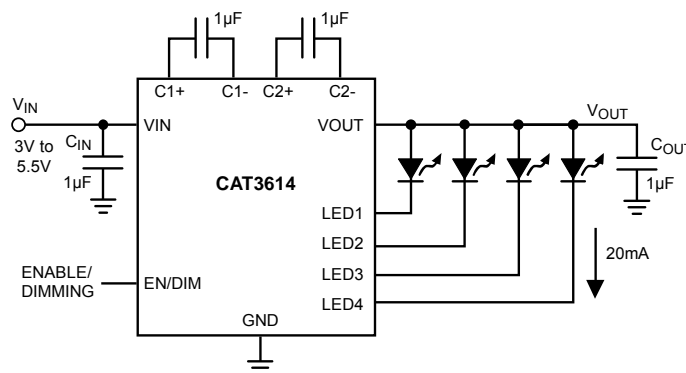 1µF
1µF
C1+ C1- C2+ C2-
VIN
3V to
5.5V
CIN
1µF
VIN
VOUT
VOUT
COUT
1µF
CAT3614
LED1
LED2
LED3
LED4
20mA
ENABLE/
DIMMING
EN/DIM
GND